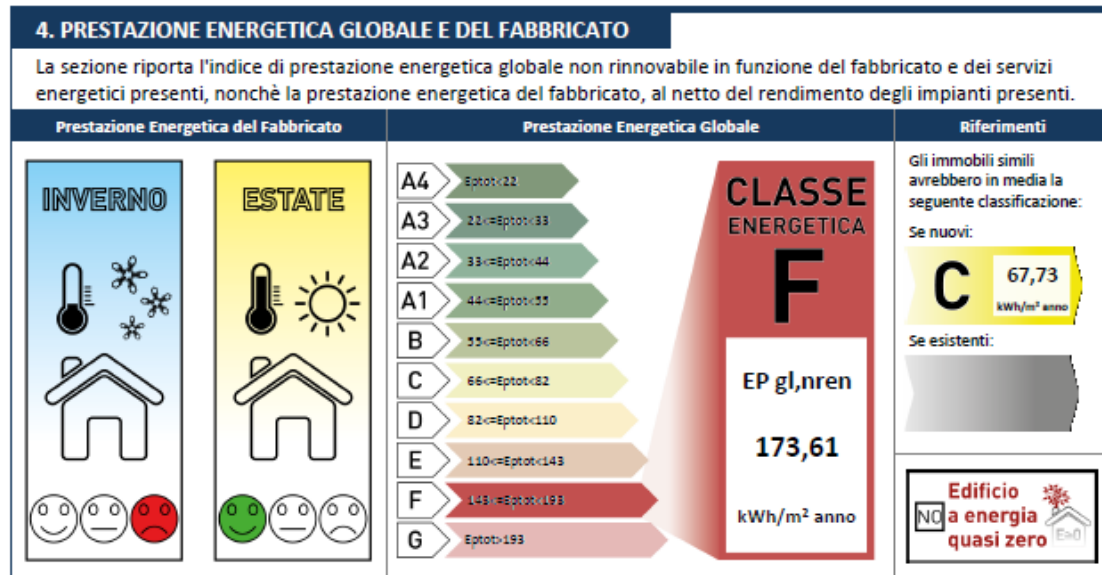 4. PRESTAZIONE ENERGETICA GLOBALE E DEL FABBRICATO
La sezione riporta l'indice di prestazione energetica globale non rinnovabile in funzione del fabbricato e dei servizi
energetici presenti, nonchè la prestazione energetica del fabbricato, al netto del rendimento degli impianti presenti.
Prestazione Energetica del Fabbricato
INVERNO
ESTATE
Prestazione Energetica Globale
A4 Eptot<22
A3 22<=Eptot<33
A2 33<=Eptot<44
A1 44<=Eptot<55
B 55<=Eptot<66
C 66<=Eptot<82
D 82<=Eptot<110
E 110<=Eptot<143
F 143<=Eptot<193
G Eptot>193
CLASSE
ENERGETICA
F
EP gl,nren
173,61
kWh/m² anno
Riferimenti
Gli immobili simili
avrebbero in media la
seguente classificazione:
Se nuovi:
C 67,73
kWh/m² anno
Se esistenti:
Edificio
NO a energia
quasi zero
E≥0